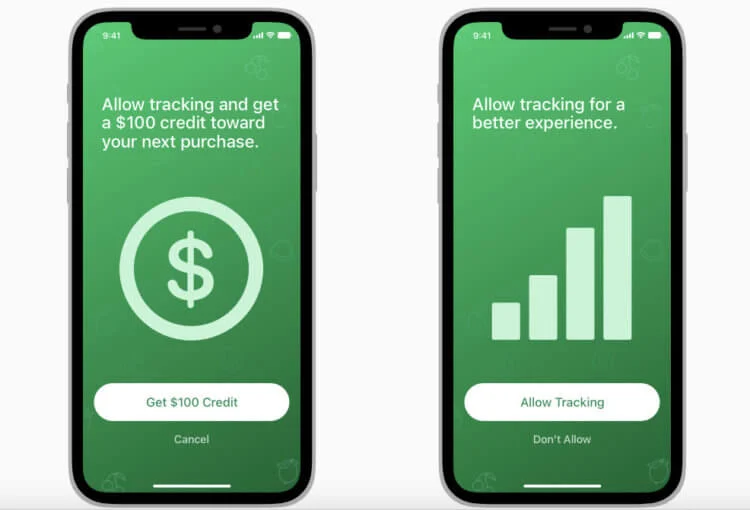 9:41
Allow tracking and get
a $100 credit toward
your next purchase.
$
Get $100 Credit
Cancel
9:41
Allow tracking for a
better experience.
Allow Tracking
Don't Allow